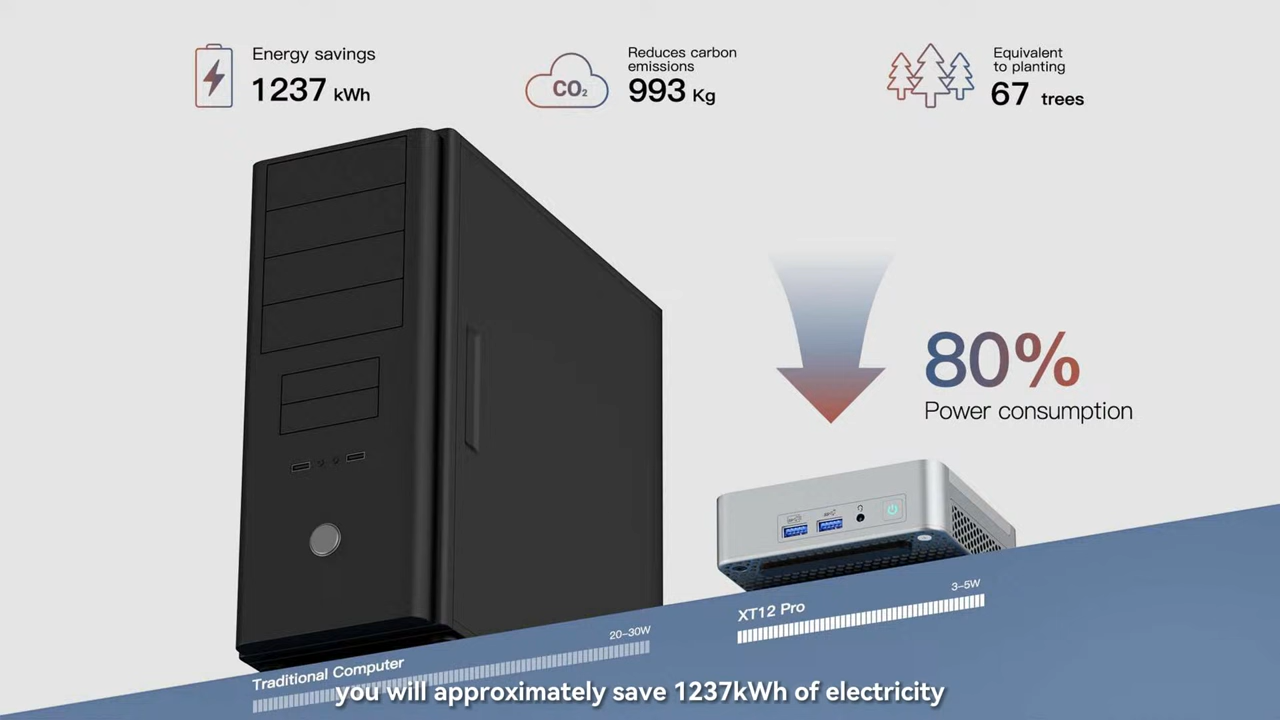 Energy savings
1237 kWh
Reduces carbon
emissions
CO₂
993 Kg
Equivalent
to planting
67 trees
80%
Power consumption
3–5W
XT12 Pro
20–30W
Traditional Computer
you will approximately save 1237kWh of electricity